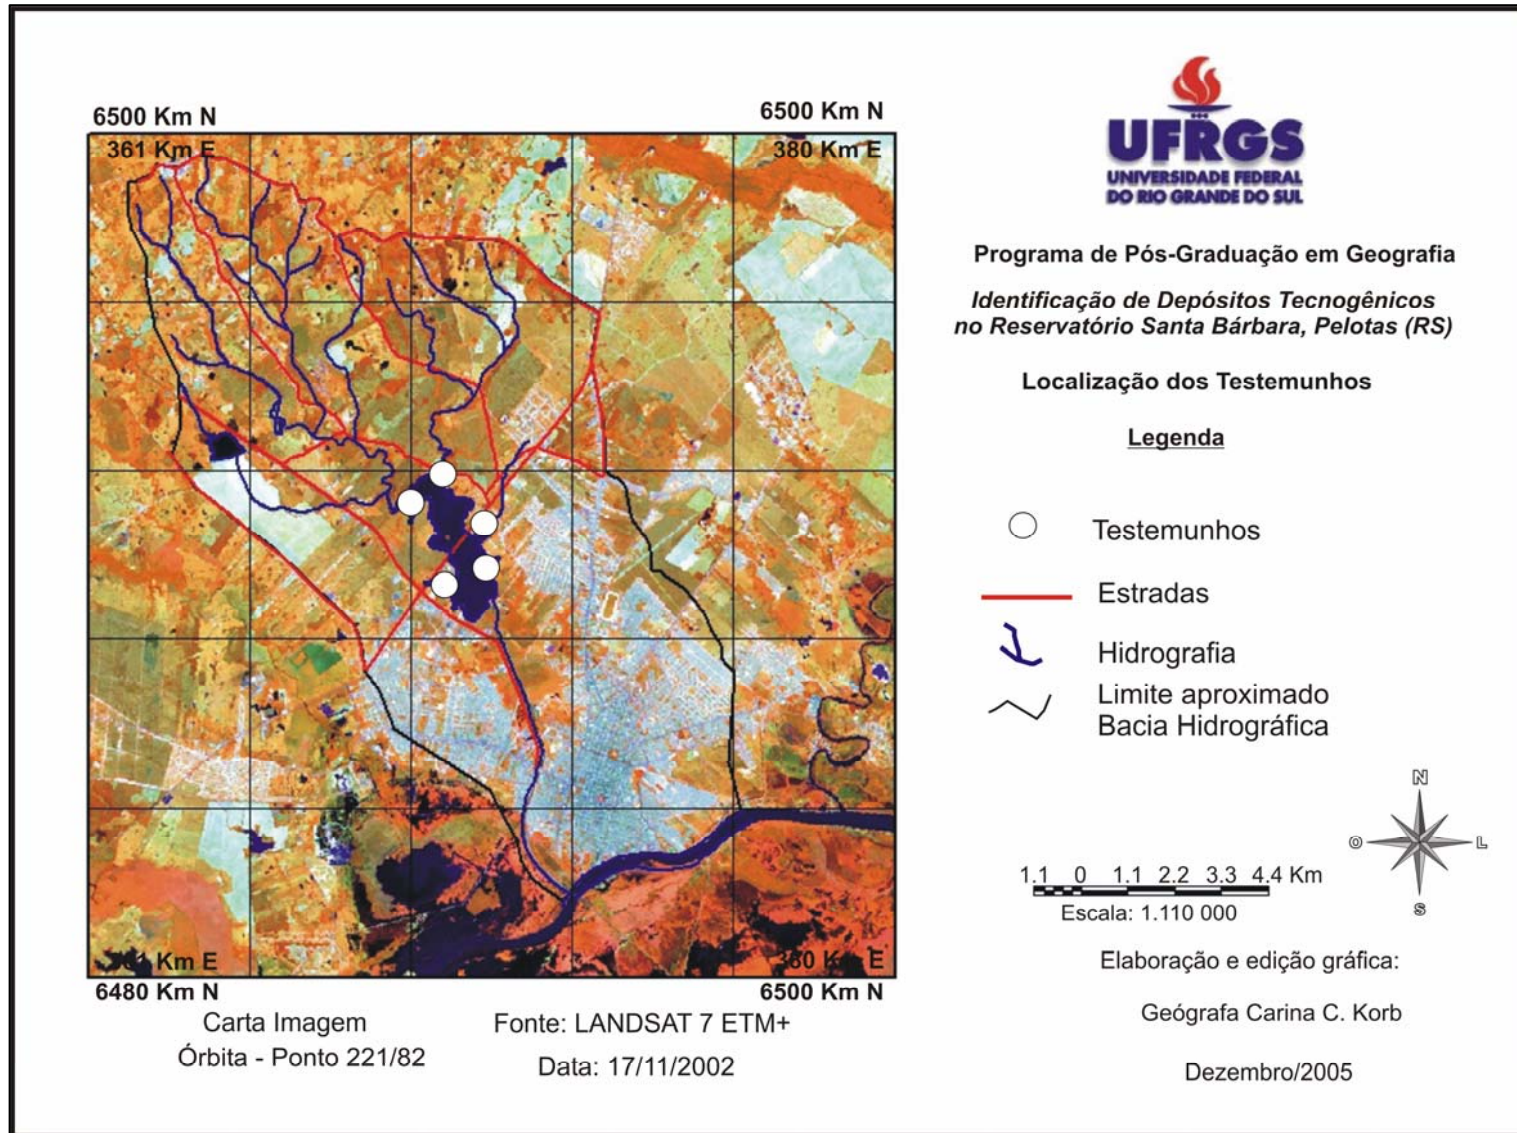 6500 Km N
6500 Km N
361 Km E
380 Km E
361 Km E
380 Km E
6480 Km N
6500 Km N
Carta Imagem
Órbita - Ponto 221/82
Fonte: LANDSAT 7 ETM+
Data: 17/11/2002
UFRGS
UNIVERSIDADE FEDERAL
DO RIO GRANDE DO SUL
Programa de Pós-Graduação em Geografia
Identificação de Depósitos Tecnogênicos
no Reservatório Santa Bárbara, Pelotas (RS)
Localização dos Testemunhos
Legenda
Testemunhos
Estradas
Hidrografia
Limite aproximado
Bacia Hidrográfica
N
O
L
S
1.1 0 1.1 2.2 3.3 4.4 Km
Escala: 1.110 000
Elaboração e edição gráfica:
Geógrafa Carina C. Korb
Dezembro/2005